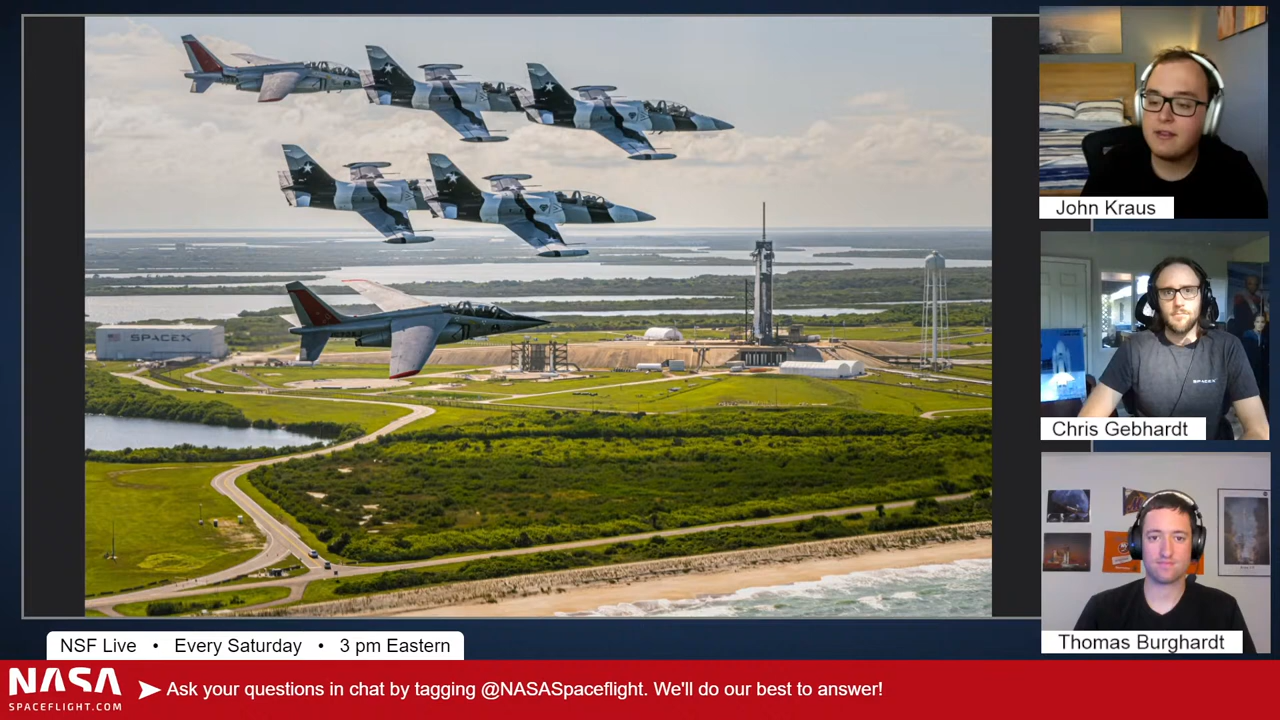 SPACEX
John Kraus
SPACEX
Chris Gebhardt
Thomas Burghardt
NSF Live • Every Saturday • 3 pm Eastern
NASA
SPACEFLIGHT.COM
Ask your questions in chat by tagging @NASASpaceflight. We'll do our best to answer!